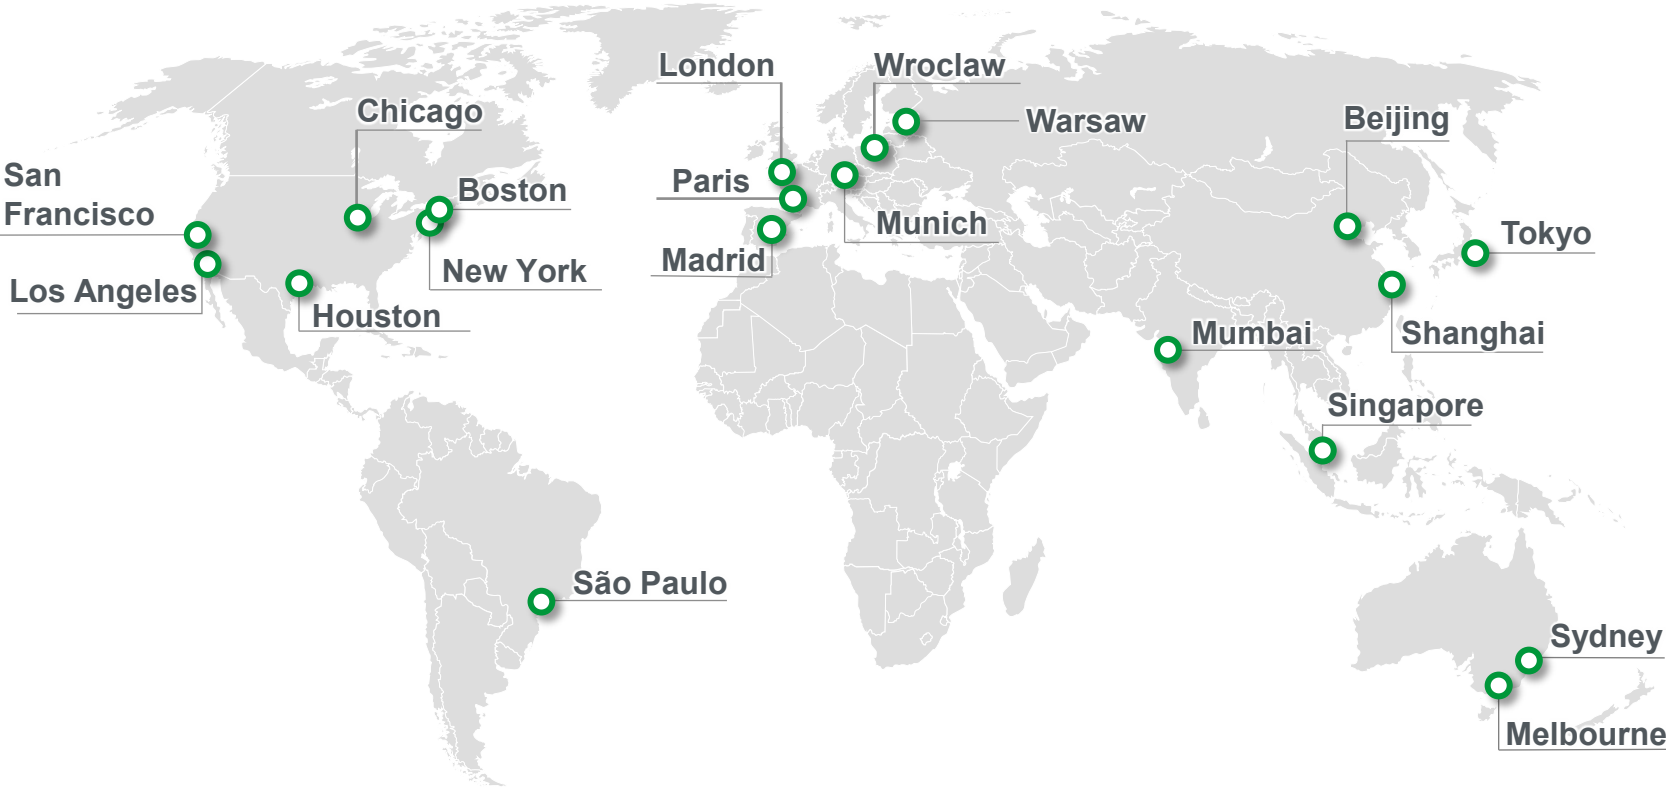 London
Wroclaw
Chicago
Warsaw
Beijing
San
Francisco
Boston
Paris
Munich
Tokyo
Madrid
New York
Los Angeles
Houston
Mumbai
Shanghai
Singapore
São Paulo
Sydney
Melbourne